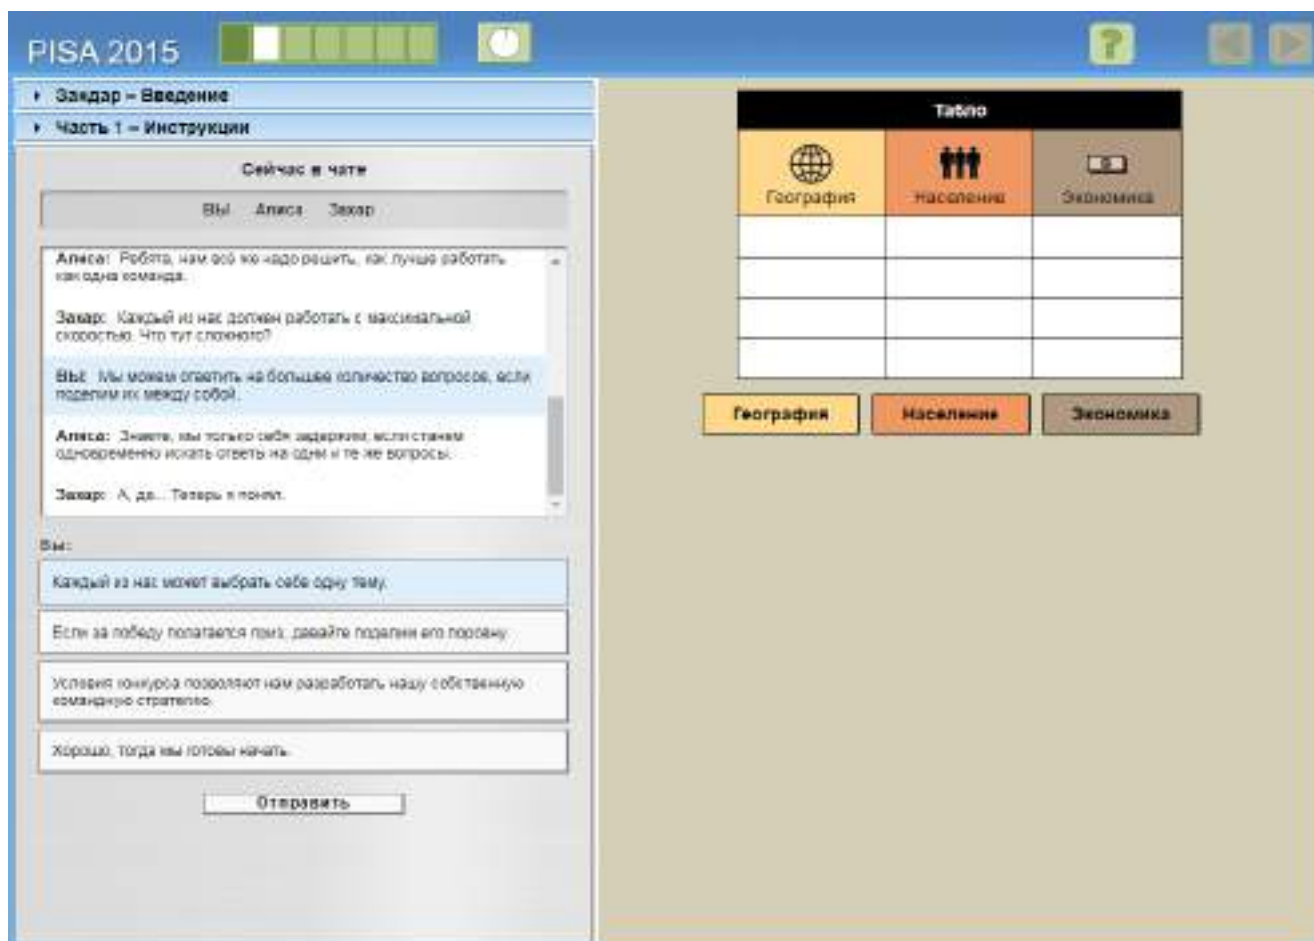 PISA 2015
?
Зандар – Введение
Часть 1 – Инструкции
Сейчас в чате
ВЫ Алиса Захар
Алиса: Ребята, нам всё же надо решить, как лучше работать
как одна команда.
Захар: Каждый из нас должен работать с максимальной
скоростью. Что тут сложного?
ВЫ: Мы можем ответить на большее количество вопросов, если
поделим их между собой.
Алиса: Знаете, мы только себя задержим, если станем
одновременно искать ответы на одни и те же вопросы.
Захар: А, да... Теперь я понял.
Вы:
Каждый из нас может выбрать себе одну тему.
Если за победу полагается приз, давайте поделим его поровну.
Условия конкурса позволяют нам разработать нашу собственную
командную стратегию.
Хорошо, тогда мы готовы начать.
Отправить
Табло
География Население Экономика
География Население Экономика